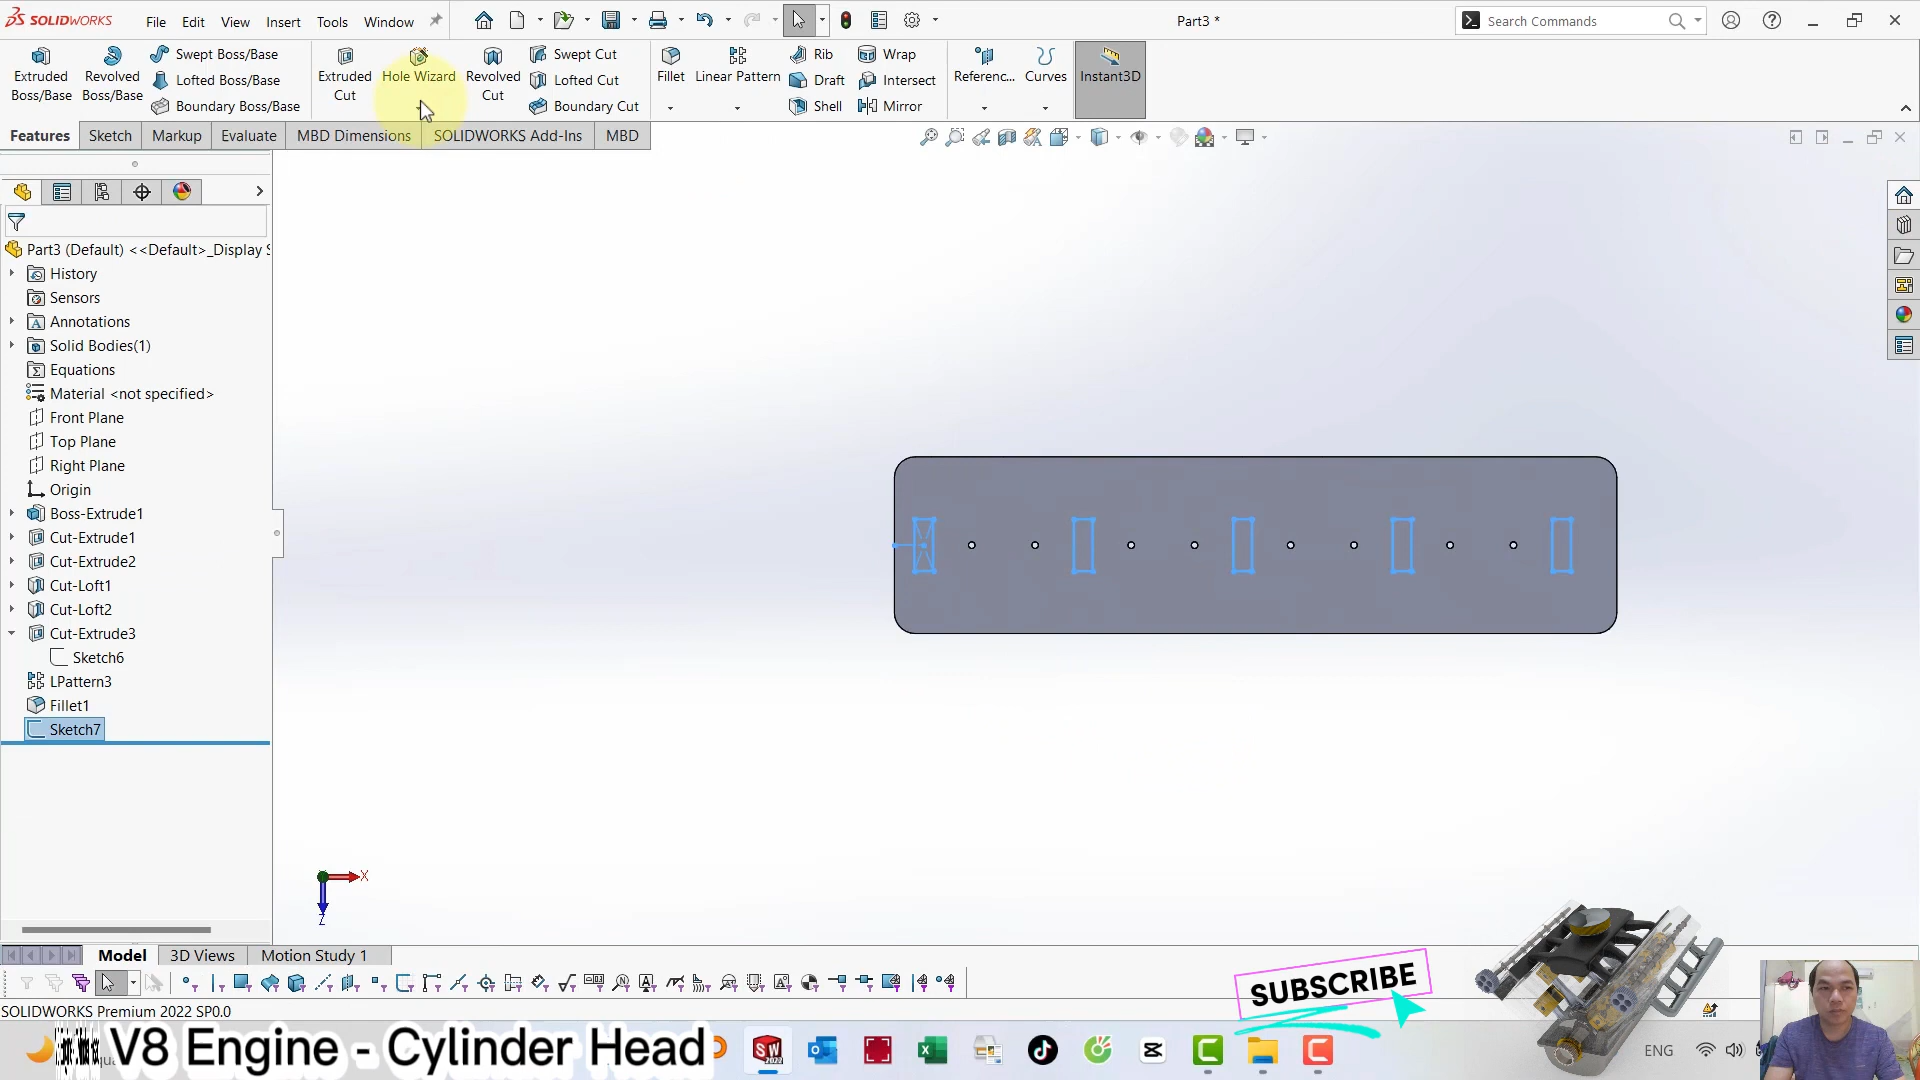 SOLIDWORKS
File Edit View Insert Tools Window
Part3 *
Search Commands
Extruded Boss/Base
Revolved Boss/Base
Swept Boss/Base
Lofted Boss/Base
Boundary Boss/Base
Extruded Cut
Hole Wizard
Revolved Cut
Swept Cut
Lofted Cut
Boundary Cut
Fillet
Linear Pattern
Rib
Draft
Shell
Wrap
Intersect
Mirror
Referenc...
Curves
Instant3D
Features Sketch Markup Evaluate MBD Dimensions SOLIDWORKS Add-Ins MBD
Part3 (Default) <<Default>_Display S
History
Sensors
Annotations
Solid Bodies(1)
Equations
Material <not specified>
Front Plane
Top Plane
Right Plane
Origin
Boss-Extrude1
Cut-Extrude1
Cut-Extrude2
Cut-Loft1
Cut-Loft2
Cut-Extrude3
Sketch6
LPattern3
Fillet1
Sketch7
X
Z
Model 3D Views Motion Study 1
SUBSCRIBE
SOLIDWORKS Premium 2022 SP0.0
V8 Engine - Cylinder Head
ENG